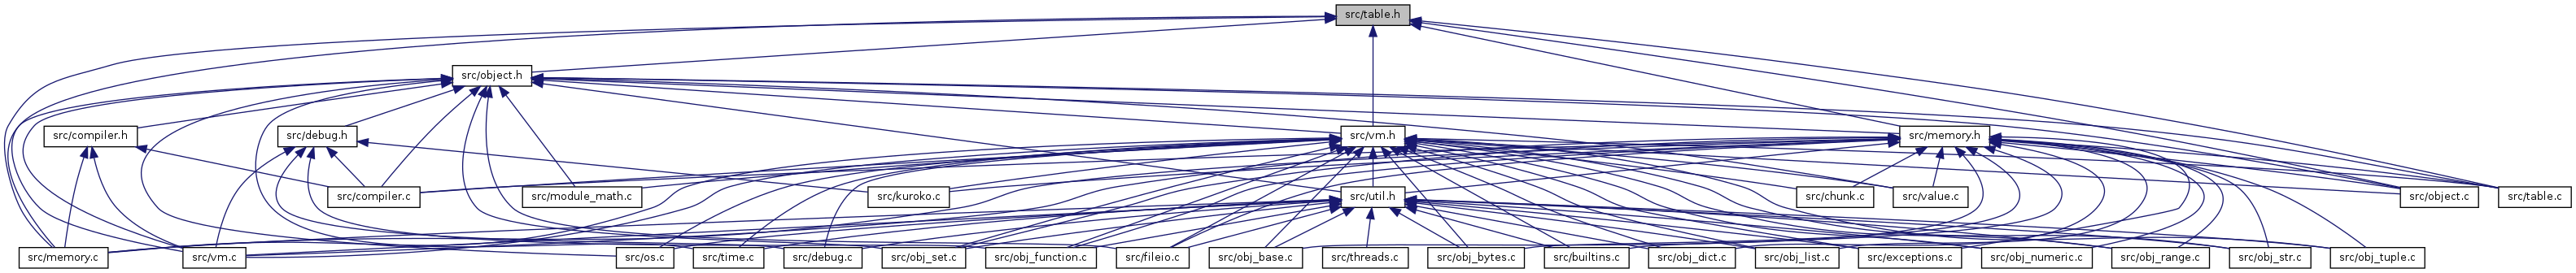 src/table.h
src/object.h
src/compiler.h
src/debug.h
src/vm.h
src/memory.h
src/compiler.c
src/module_math.c
src/kuroko.c
src/util.h
src/chunk.c
src/value.c
src/object.c
src/table.c
src/memory.c
src/vm.c
src/os.c
src/time.c
src/debug.c
src/obj_set.c
src/obj_function.c
src/fileio.c
src/obj_base.c
src/threads.c
src/obj_bytes.c
src/builtins.c
src/obj_dict.c
src/obj_list.c
src/exceptions.c
src/obj_numeric.c
src/obj_range.c
src/obj_str.c
src/obj_tuple.c